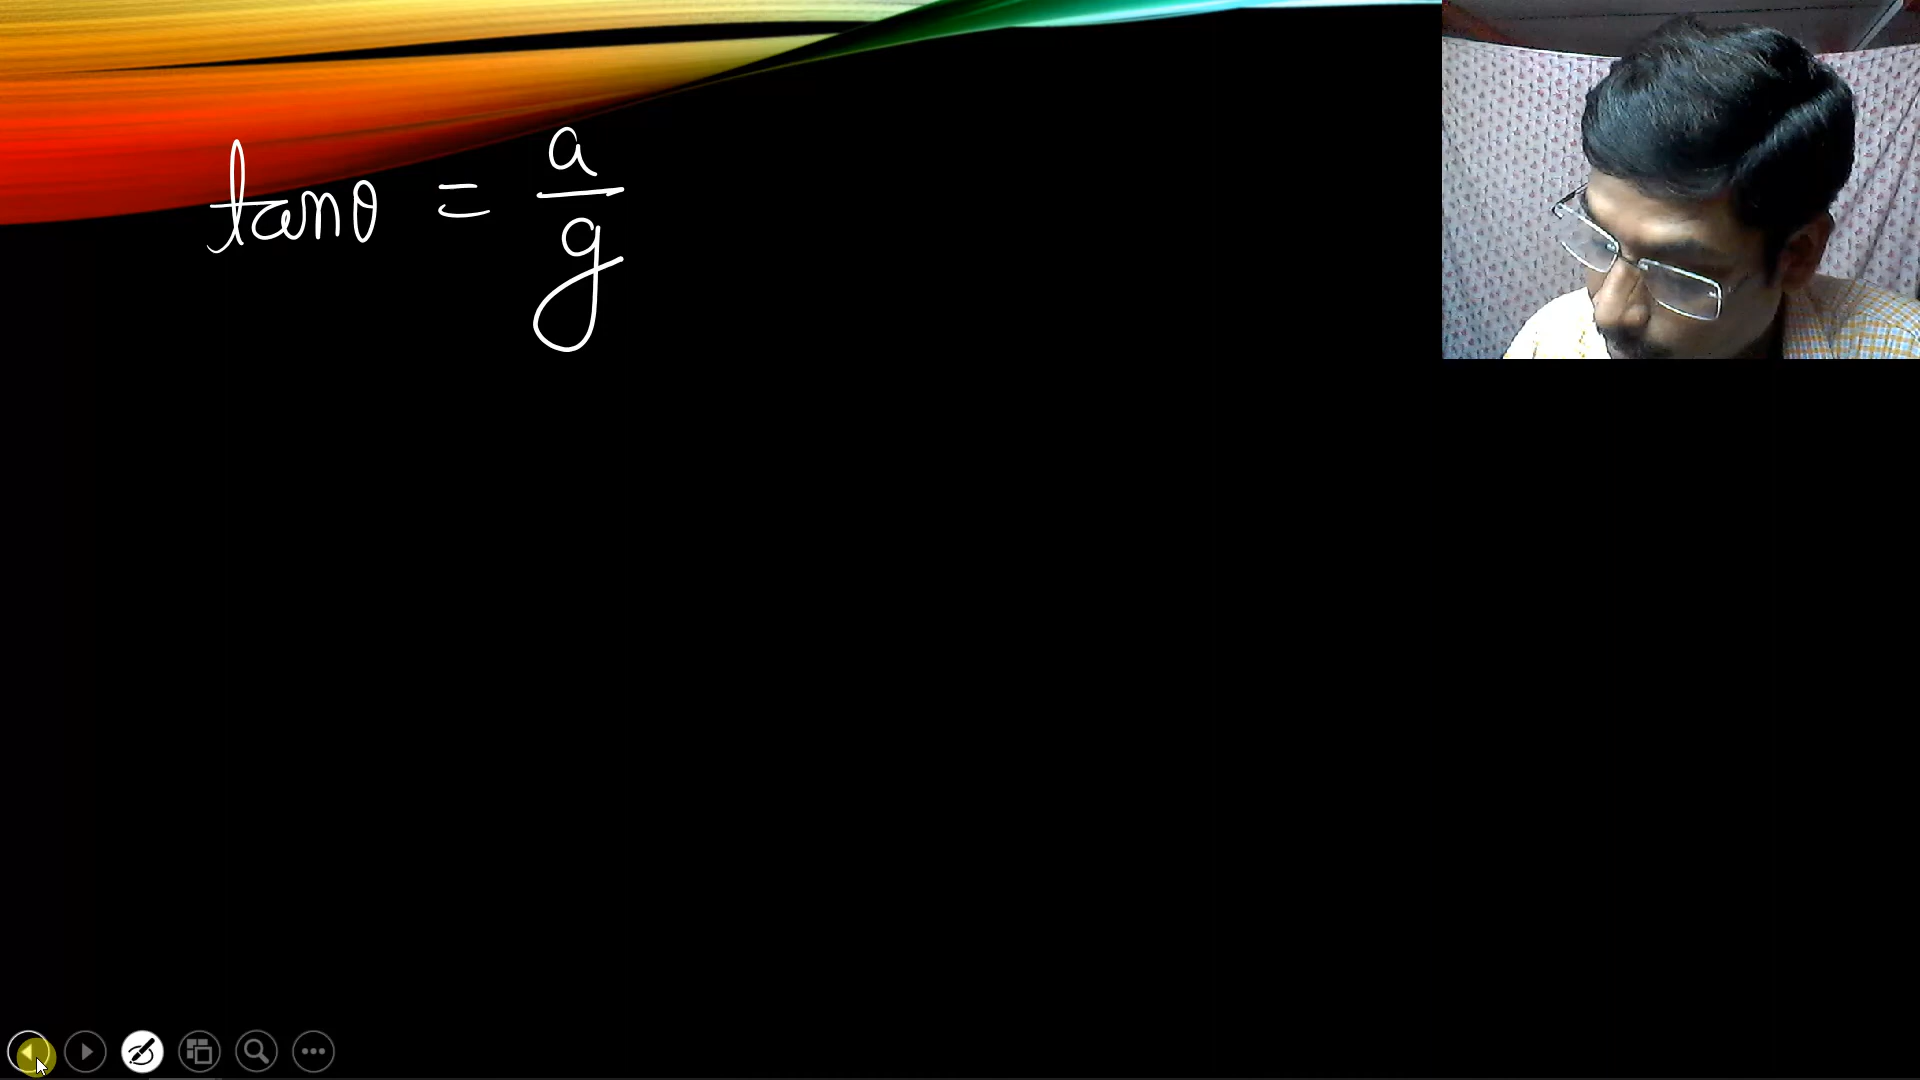 tanθ = a/g